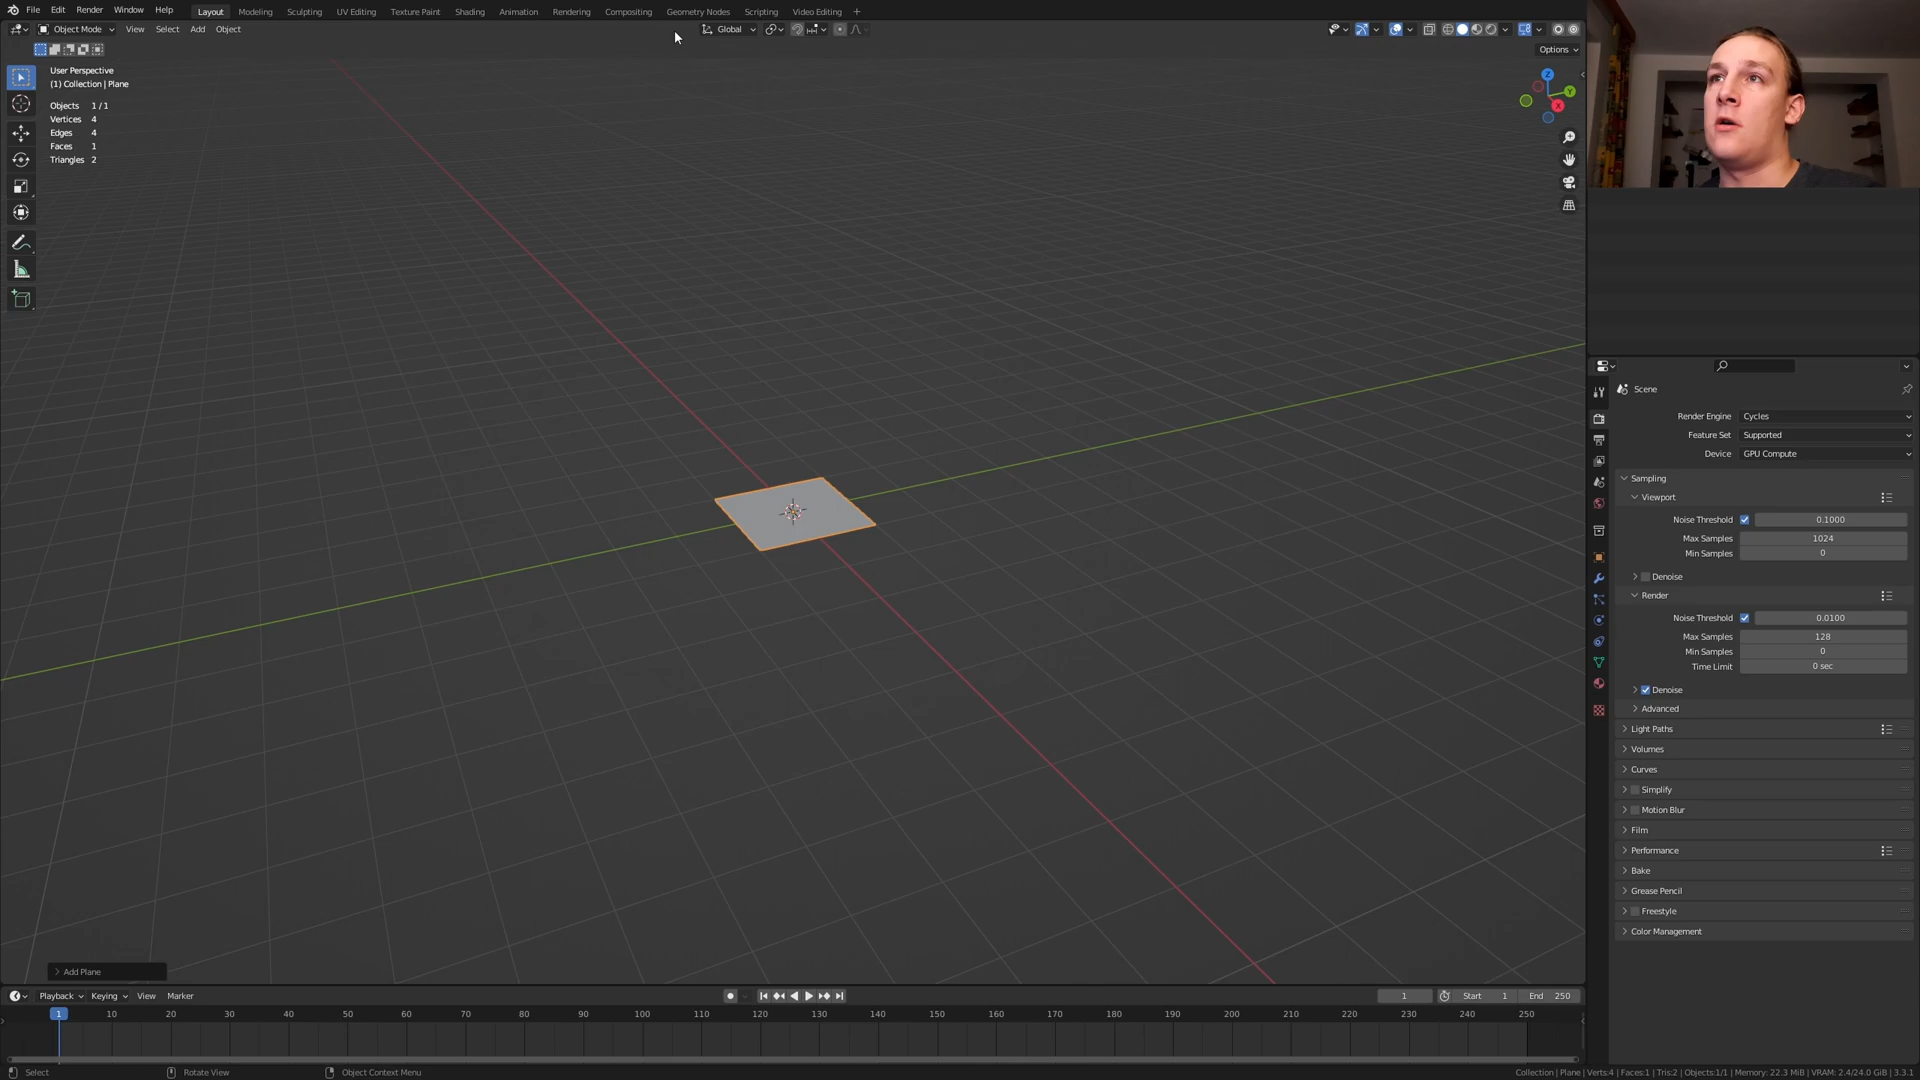 File Edit Render Window Help Layout Modeling Sculpting UV Editing Texture Paint Shading Animation Rendering Compositing Geometry Nodes Scripting Video Editing +
Object Mode View Select Add Object Global
Options
User Perspective
(1) Collection | Plane
Objects 1 / 1
Vertices 4
Edges 4
Faces 1
Triangles 2
Z
Y
X
Scene
Render Engine Cycles
Feature Set Supported
Device GPU Compute
Sampling
Viewport
Noise Threshold 0.1000
Max Samples 1024
Min Samples 0
Denoise
Render
Noise Threshold 0.0100
Max Samples 128
Min Samples 0
Time Limit 0 sec
Denoise
Advanced
Light Paths
Volumes
Curves
Simplify
Motion Blur
Film
Performance
Bake
Grease Pencil
Freestyle
Color Management
Add Plane
Playback Keying View Marker 1 Start 1 End 250
1 10 20 30 40 50 60 70 80 90 100 110 120 130 140 150 160 170 180 190 200 210 220 230 240 250
Select Rotate View Object Context Menu Collection | Plane | Verts:4 | Faces:1 | Tris:2 | Objects:1/1 | Memory: 22.3 MiB | VRAM: 2.4/24.0 GiB | 3.3.1